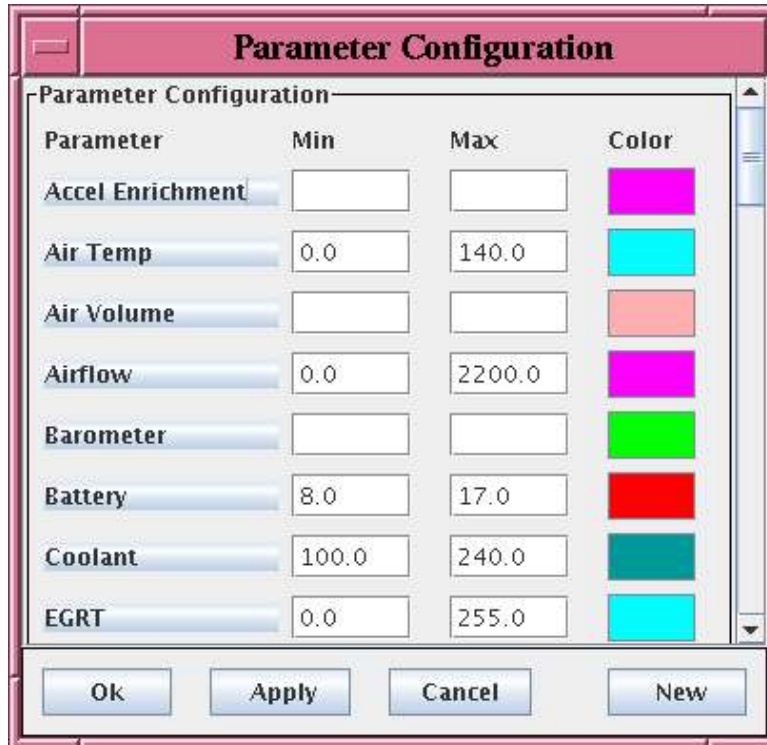 Parameter Configuration
Parameter Configuration
Parameter Min Max Color
Accel Enrichment
Air Temp 0.0 140.0
Air Volume
Airflow 0.0 2200.0
Barometer
Battery 8.0 17.0
Coolant 100.0 240.0
EGRT 0.0 255.0
Ok Apply Cancel New